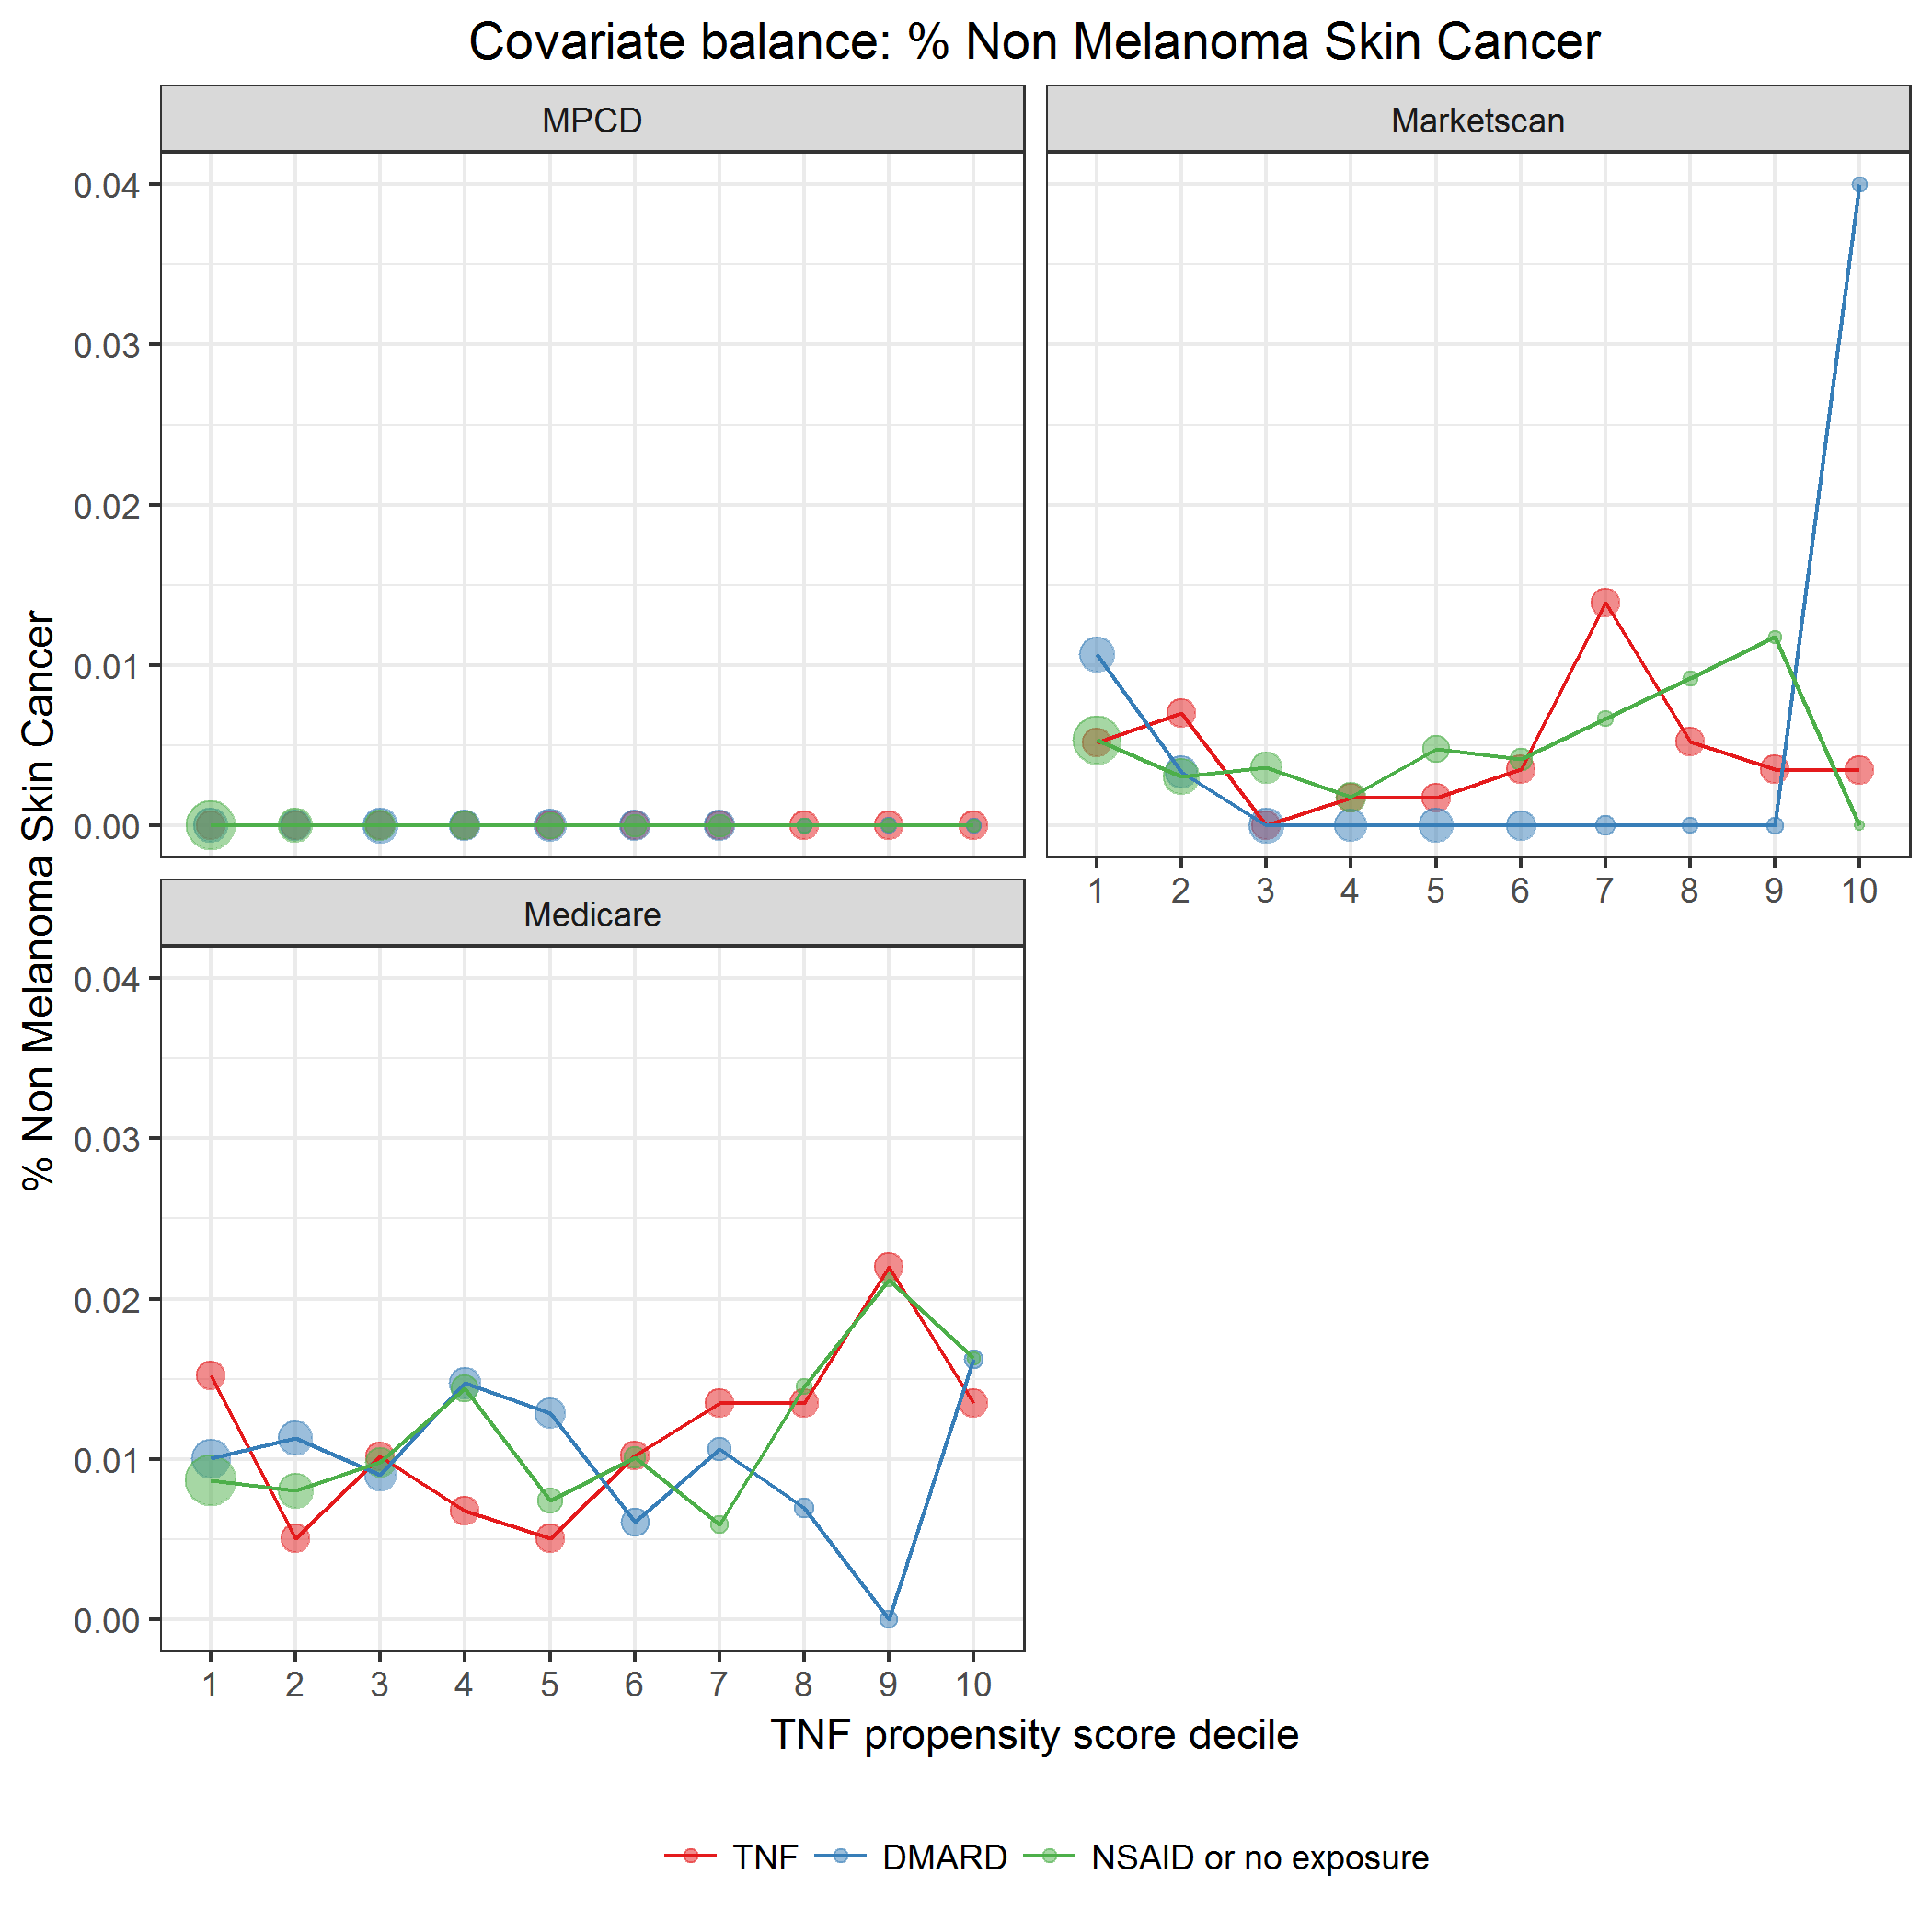 Covariate balance: % Non Melanoma Skin Cancer
MPCD
Marketscan
0.04
0.03
0.02
0.01
0.00
1 2 3 4 5 6 7 8 9 10
Medicare
0.04
0.03
0.02
0.01
0.00
1 2 3 4 5 6 7 8 9 10
% Non Melanoma Skin Cancer
TNF propensity score decile
TNF DMARD NSAID or no exposure